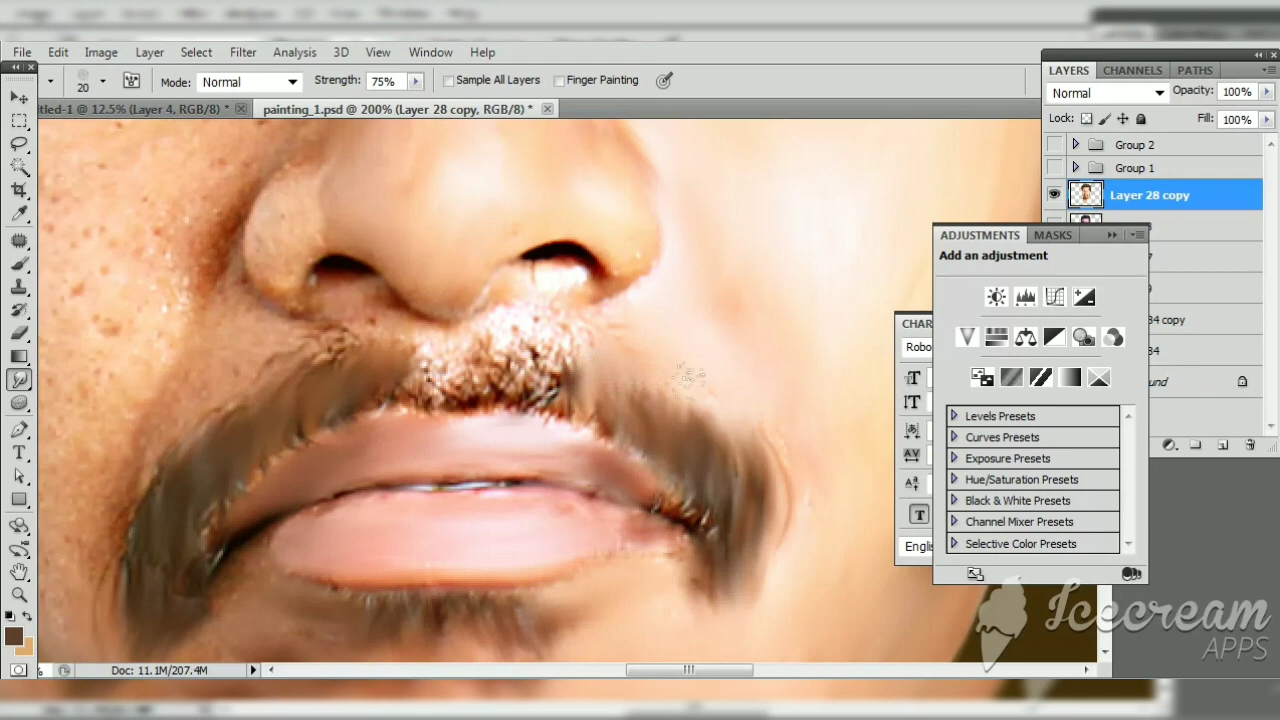 File Edit Image Layer Select Filter Analysis 3D View Window Help
20 Mode: Normal Strength: 75% Sample All Layers Finger Painting
tled-1 @ 12.5% (Layer 4, RGB/8) * painting_1.psd @ 200% (Layer 28 copy, RGB/8) *
LAYERS CHANNELS PATHS
Normal Opacity: 100%
Lock: Fill: 100%
Group 2
Group 1
Layer 28 copy
ADJUSTMENTS MASKS
Add an adjustment
34 copy
34
CHAR
Robo
Levels Presets
Curves Presets
Exposure Presets
Hue/Saturation Presets
Black & White Presets
Channel Mixer Presets
Selective Color Presets
Engli
Doc: 11.1M/207.4M
Icecream
APPS